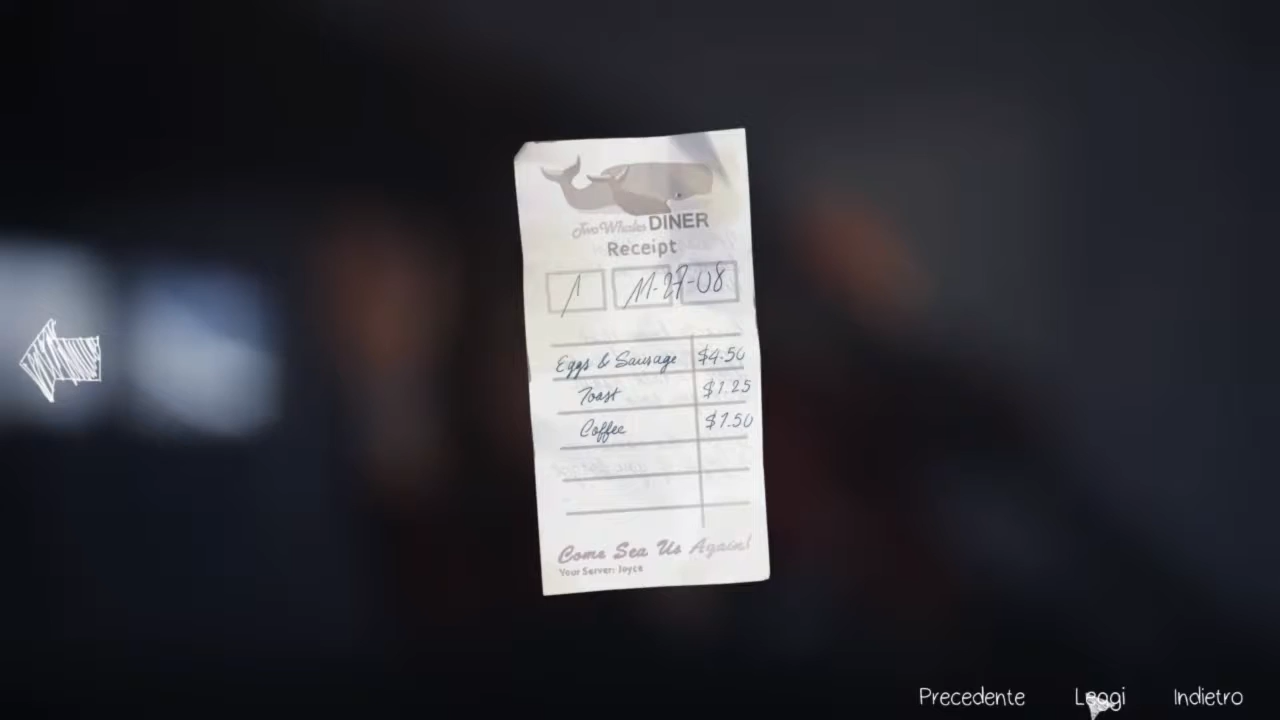 Two Whales DINER
Receipt
1 11-27-08
Eggs & Sausage $4.50
Toast $1.25
Coffee $1.50
Come Sea Us Again!
Your Server: Joyce
Precedente Leggi Indietro